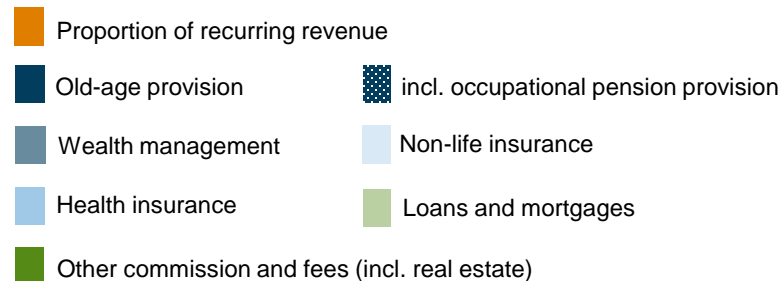 Proportion of recurring revenue
Old-age provision
incl. occupational pension provision
Wealth management
Non-life insurance
Health insurance
Loans and mortgages
Other commission and fees (incl. real estate)